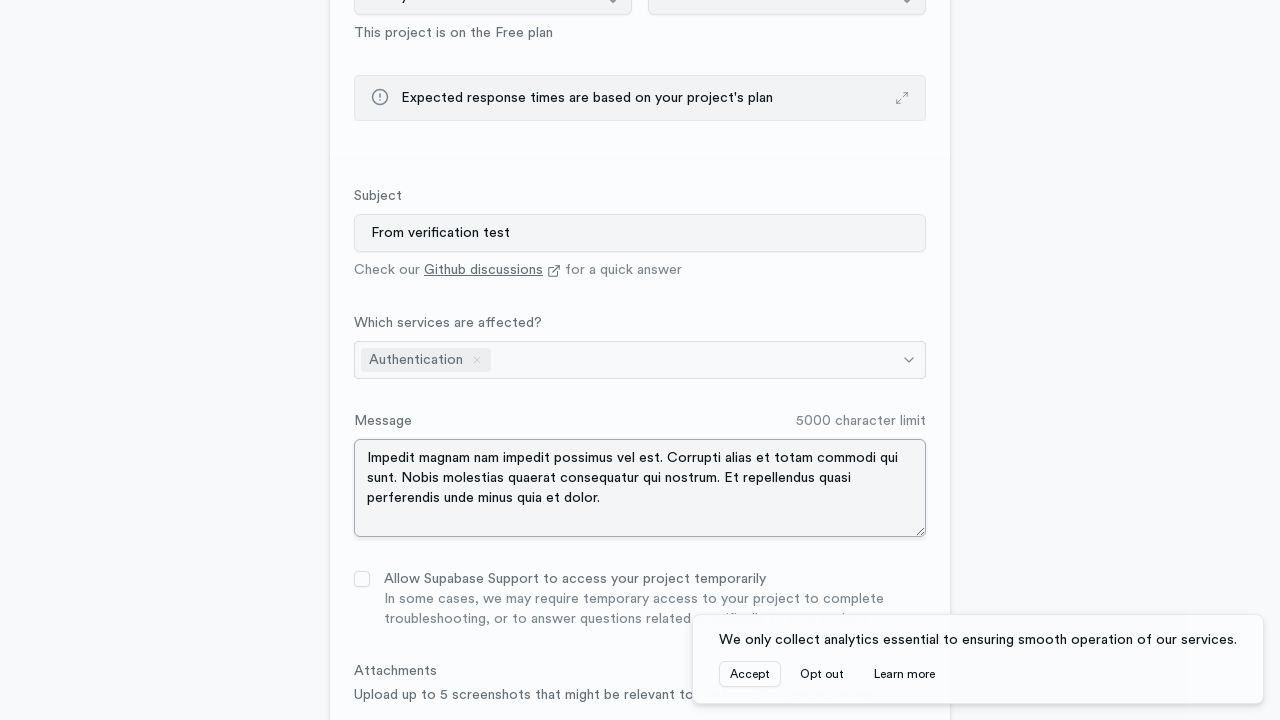 This project is on the Free plan
Expected response times are based on your project's plan
Subject
From verification test
Check our Github discussions for a quick answer
Which services are affected?
Authentication
Message
5000 character limit
Impedit magnam nam impedit possimus vel est. Corrupti alias et totam commodi qui
sunt. Nobis molestias quaerat consequatur qui nostrum. Et repellendus quasi
perferendis unde minus quia et dolor.
Allow Supabase Support to access your project temporarily
In some cases, we may require temporary access to your project to complete
troubleshooting, or to answer questions related
We only collect analytics essential to ensuring smooth operation of our services.
Accept
Opt out
Learn more
Attachments
Upload up to 5 screenshots that might be relevant to